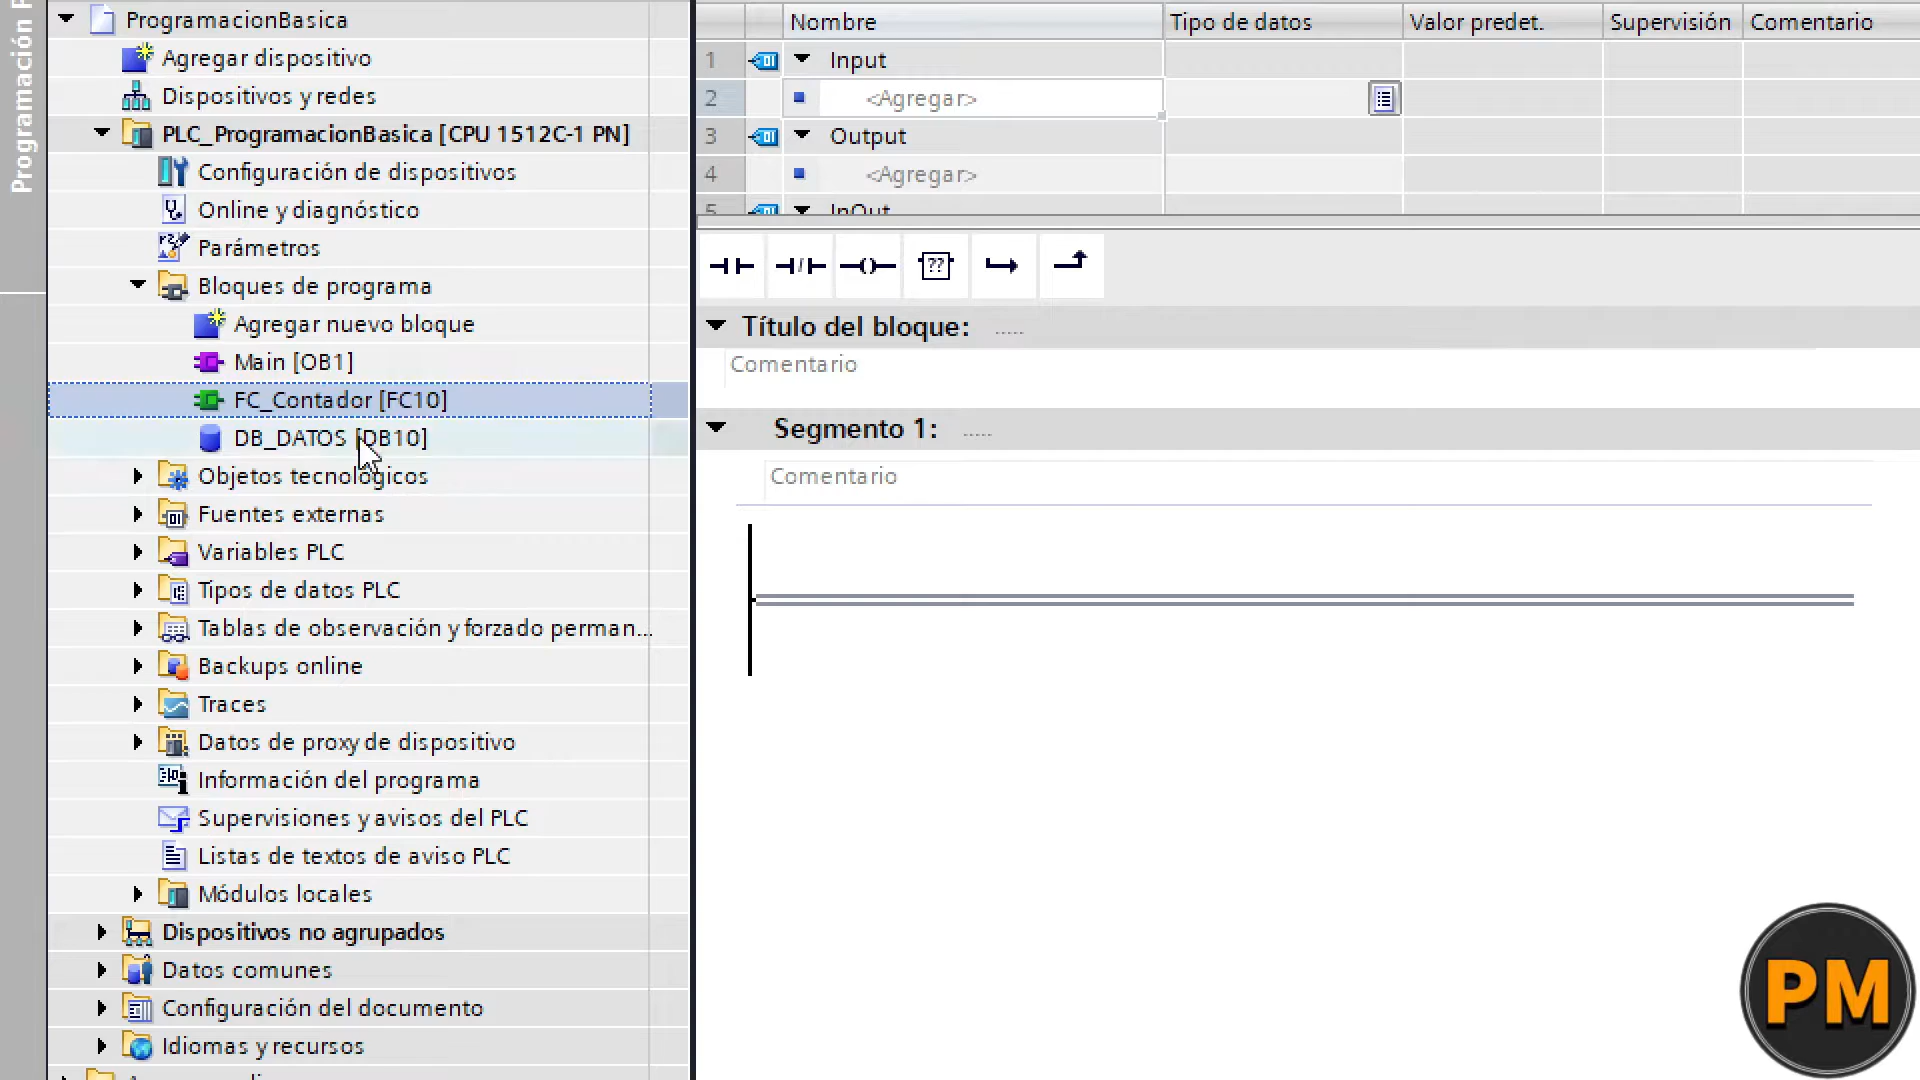 Programación P
ProgramacionBasica
Agregar dispositivo
Dispositivos y redes
PLC_ProgramacionBasica [CPU 1512C-1 PN]
Configuración de dispositivos
Online y diagnóstico
Parámetros
Bloques de programa
Agregar nuevo bloque
Main [OB1]
FC_Contador [FC10]
DB_DATOS [DB10]
Objetos tecnológicos
Fuentes externas
Variables PLC
Tipos de datos PLC
Tablas de observación y forzado perman...
Backups online
Traces
Datos de proxy de dispositivo
Información del programa
Supervisiones y avisos del PLC
Listas de textos de aviso PLC
Módulos locales
Dispositivos no agrupados
Datos comunes
Configuración del documento
Idiomas y recursos
Nombre Tipo de datos Valor predet. Supervisión Comentario
1 Input
2 <Agregar>
3 Output
4 <Agregar>
5 InOut
??
Título del bloque: .....
Comentario
Segmento 1: .....
Comentario
PM